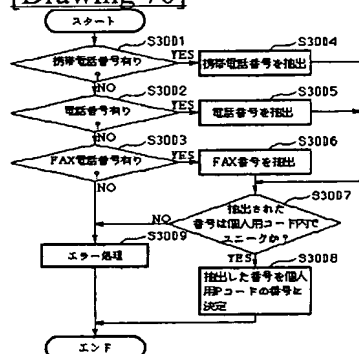 [Drawing 70]
スタート
S3001
携帯電話番号有り
?
YES
S3004
携帯電話番号を抽出
NO
S3002
電話番号有り
?
YES
S3005
電話番号を抽出
NO
S3003
FAX電話番号有り
?
YES
S3006
FAX番号を抽出
NO
S3007
抽出された
番号は個人用コード内で
ユニークか?
NO
S3009
エラー処理
YES
S3008
抽出した番号を個人
用Pコードの番号に
決定
エンド